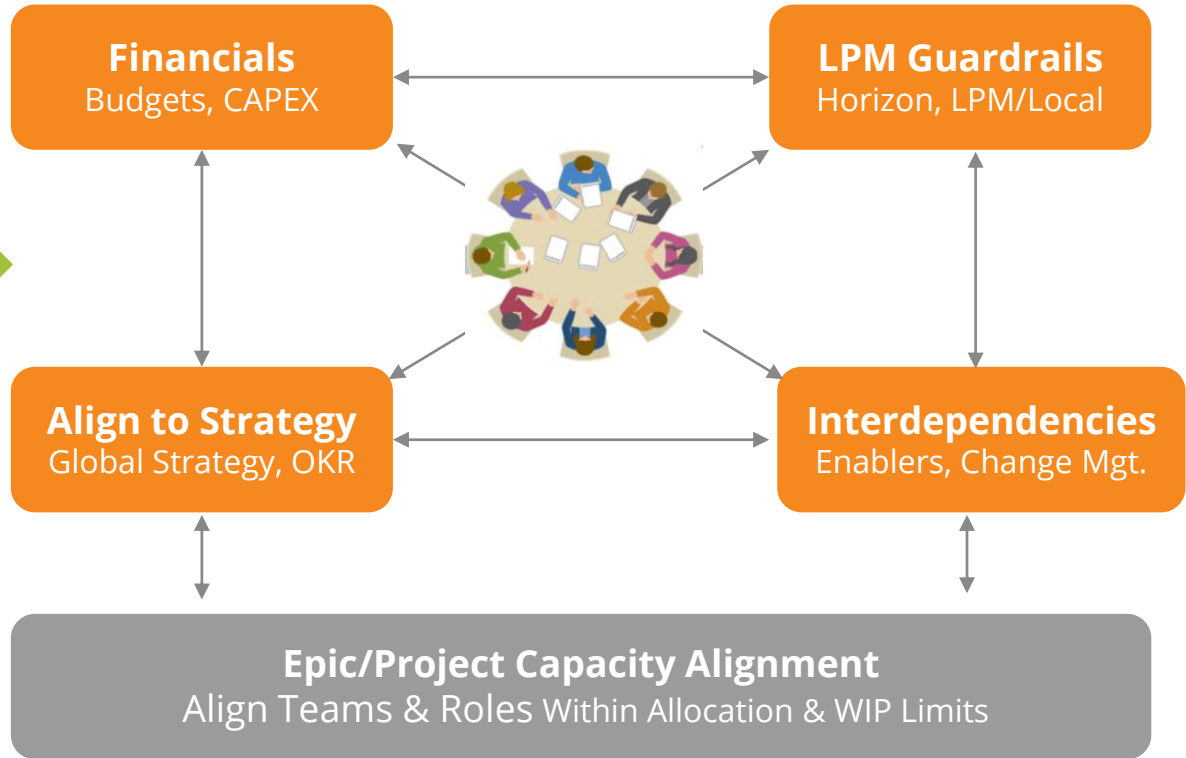 Financials
Budgets, CAPEX
LPM Guardrails
Horizon, LPM/Local
Align to Strategy
Global Strategy, OKR
Interdependencies
Enablers, Change Mgt.
Epic/Project Capacity Alignment
Align Teams & Roles Within Allocation & WIP Limits